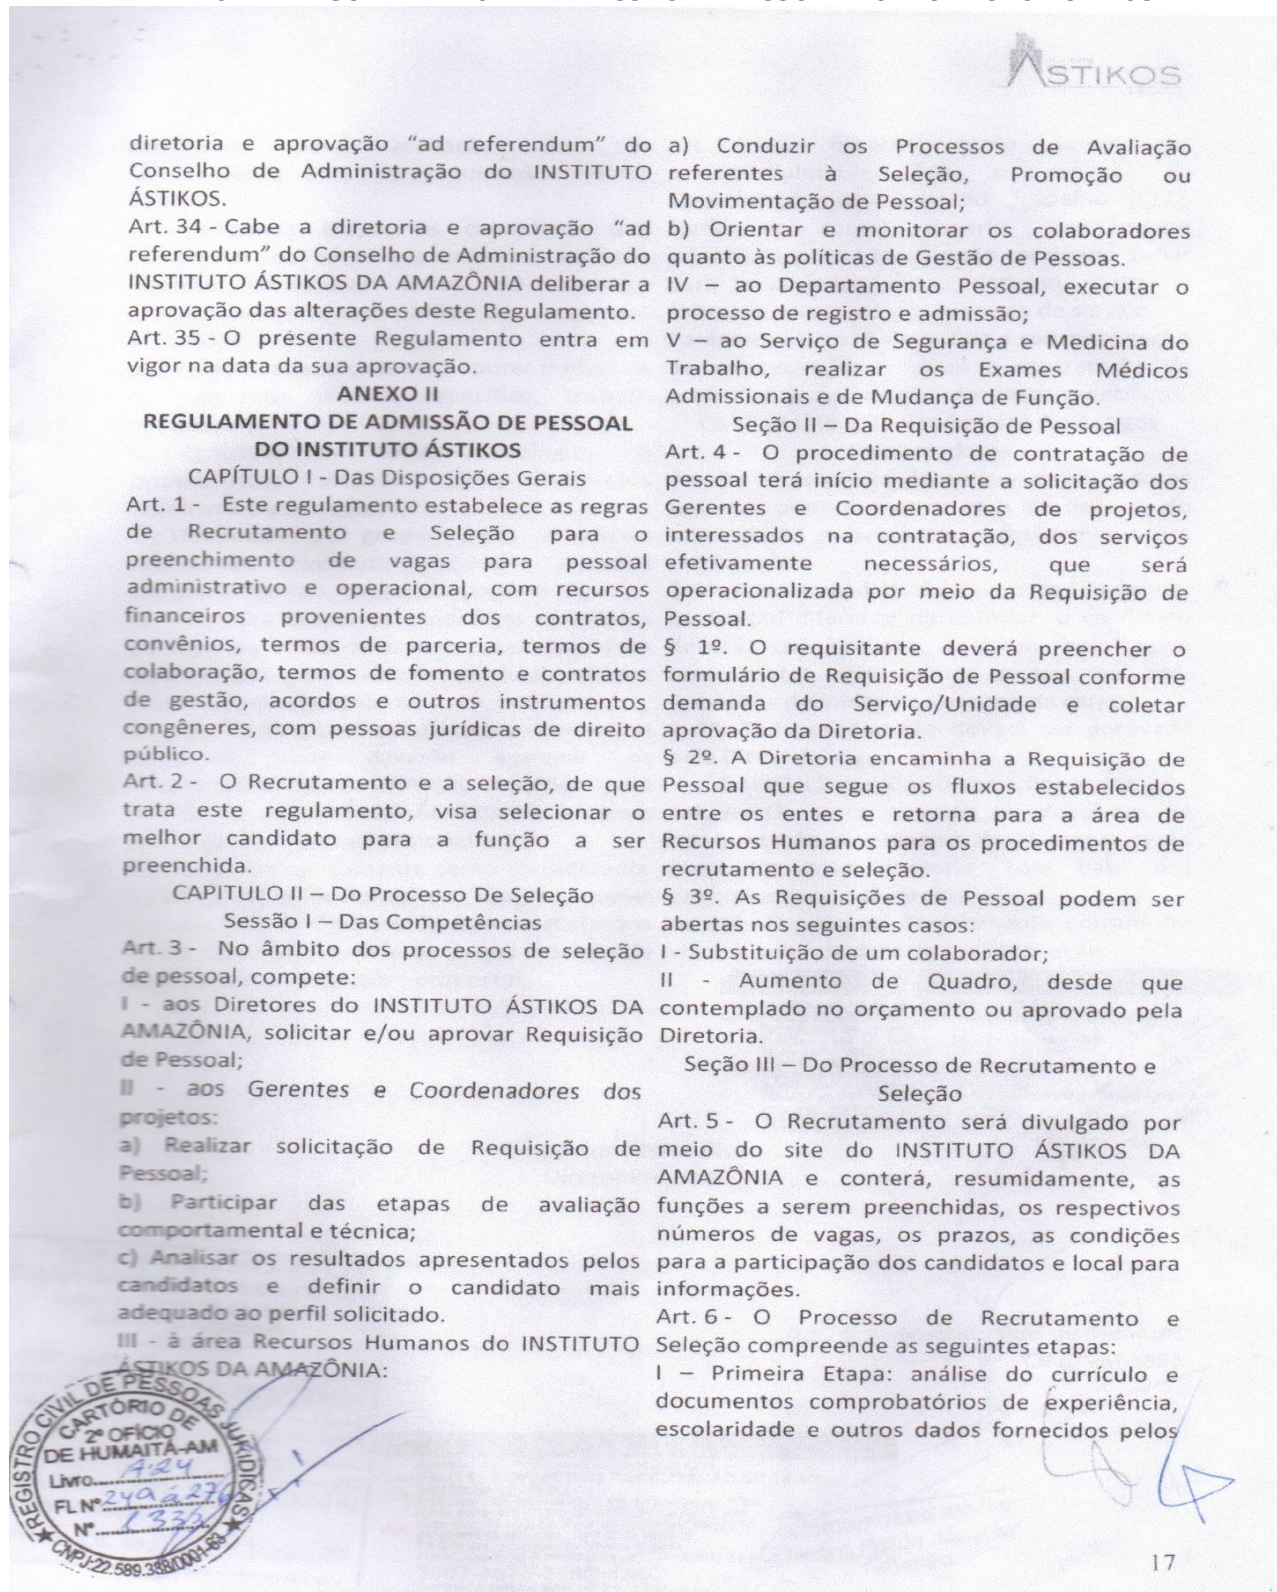 ÁSTIKOS
diretoria e aprovação “ad referendum” do
Conselho de Administração do INSTITUTO
ÁSTIKOS.
Art. 34 - Cabe a diretoria e aprovação “ad
referendum” do Conselho de Administração do
INSTITUTO ÁSTIKOS DA AMAZÔNIA deliberar a
aprovação das alterações deste Regulamento.
Art. 35 - O presente Regulamento entra em
vigor na data da sua aprovação.
ANEXO II
REGULAMENTO DE ADMISSÃO DE PESSOAL
DO INSTITUTO ÁSTIKOS
CAPÍTULO I - Das Disposições Gerais
Art. 1 - Este regulamento estabelece as regras
de Recrutamento e Seleção para o
preenchimento de vagas para pessoal
administrativo e operacional, com recursos
financeiros provenientes dos contratos,
convênios, termos de parceria, termos de
colaboração, termos de fomento e contratos
de gestão, acordos e outros instrumentos
congêneres, com pessoas jurídicas de direito
público.
Art. 2 - O Recrutamento e a seleção, de que
trata este regulamento, visa selecionar o
melhor candidato para a função a ser
preenchida.
CAPITULO II – Do Processo De Seleção
Sessão I – Das Competências
Art. 3 - No âmbito dos processos de seleção
de pessoal, compete:
I - aos Diretores do INSTITUTO ÁSTIKOS DA
AMAZÔNIA, solicitar e/ou aprovar Requisição
de Pessoal;
II - aos Gerentes e Coordenadores dos
projetos:
a) Realizar solicitação de Requisição de
Pessoal;
b) Participar das etapas de avaliação
comportamental e técnica;
c) Analisar os resultados apresentados pelos
candidatos e definir o candidato mais
adequado ao perfil solicitado.
III - à área Recursos Humanos do INSTITUTO
ÁSTIKOS DA AMAZÔNIA:
a) Conduzir os Processos de Avaliação
referentes à Seleção, Promoção ou
Movimentação de Pessoal;
b) Orientar e monitorar os colaboradores
quanto às políticas de Gestão de Pessoas.
IV – ao Departamento Pessoal, executar o
processo de registro e admissão;
V – ao Serviço de Segurança e Medicina do
Trabalho, realizar os Exames Médicos
Admissionais e de Mudança de Função.
Seção II – Da Requisição de Pessoal
Art. 4 - O procedimento de contratação de
pessoal terá início mediante a solicitação dos
Gerentes e Coordenadores de projetos,
interessados na contratação, dos serviços
efetivamente necessários, que será
operacionalizada por meio da Requisição de
Pessoal.
§ 1º. O requisitante deverá preencher o
formulário de Requisição de Pessoal conforme
demanda do Serviço/Unidade e coletar
aprovação da Diretoria.
§ 2º. A Diretoria encaminha a Requisição de
Pessoal que segue os fluxos estabelecidos
entre os entes e retorna para a área de
Recursos Humanos para os procedimentos de
recrutamento e seleção.
§ 3º. As Requisições de Pessoal podem ser
abertas nos seguintes casos:
I - Substituição de um colaborador;
II - Aumento de Quadro, desde que
contemplado no orçamento ou aprovado pela
Diretoria.
Seção III – Do Processo de Recrutamento e
Seleção
Art. 5 - O Recrutamento será divulgado por
meio do site do INSTITUTO ÁSTIKOS DA
AMAZÔNIA e conterá, resumidamente, as
funções a serem preenchidas, os respectivos
números de vagas, os prazos, as condições
para a participação dos candidatos e local para
informações.
Art. 6 - O Processo de Recrutamento e
Seleção compreende as seguintes etapas:
I – Primeira Etapa: análise do currículo e
documentos comprobatórios de experiência,
escolaridade e outros dados fornecidos pelos
REGISTRO CIVIL DE PESSOAS JURIDICAS
CARTÓRIO DE
2º OFÍCIO
DE HUMAITÁ-AM
Livro A-24
FL Nº 249 á 276
Nº 1333
CNPJ:22.589.338/0001-63
17